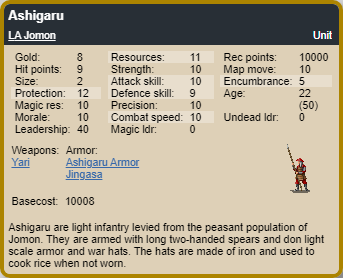 Ashigaru
LA Jomon Unit
Gold: 8 Resources: 11 Rec points: 10000
Hit points: 9 Strength: 10 Map move: 10
Size: 2 Attack skill: 10 Encumbrance: 5
Protection: 12 Defence skill: 9 Age: 22
Magic res: 10 Precision: 10 (50)
Morale: 10 Combat speed: 10 Undead ldr: 0
Leadership: 40 Magic ldr: 0
Weapons: Armor:
Yari Ashigaru Armor
Jingasa
Basecost: 10008
Ashigaru are light infantry levied from the peasant population of
Jomon. They are armed with long two-handed spears and don light
scale armor and war hats. The hats are made of iron and used to
cook rice when not worn.